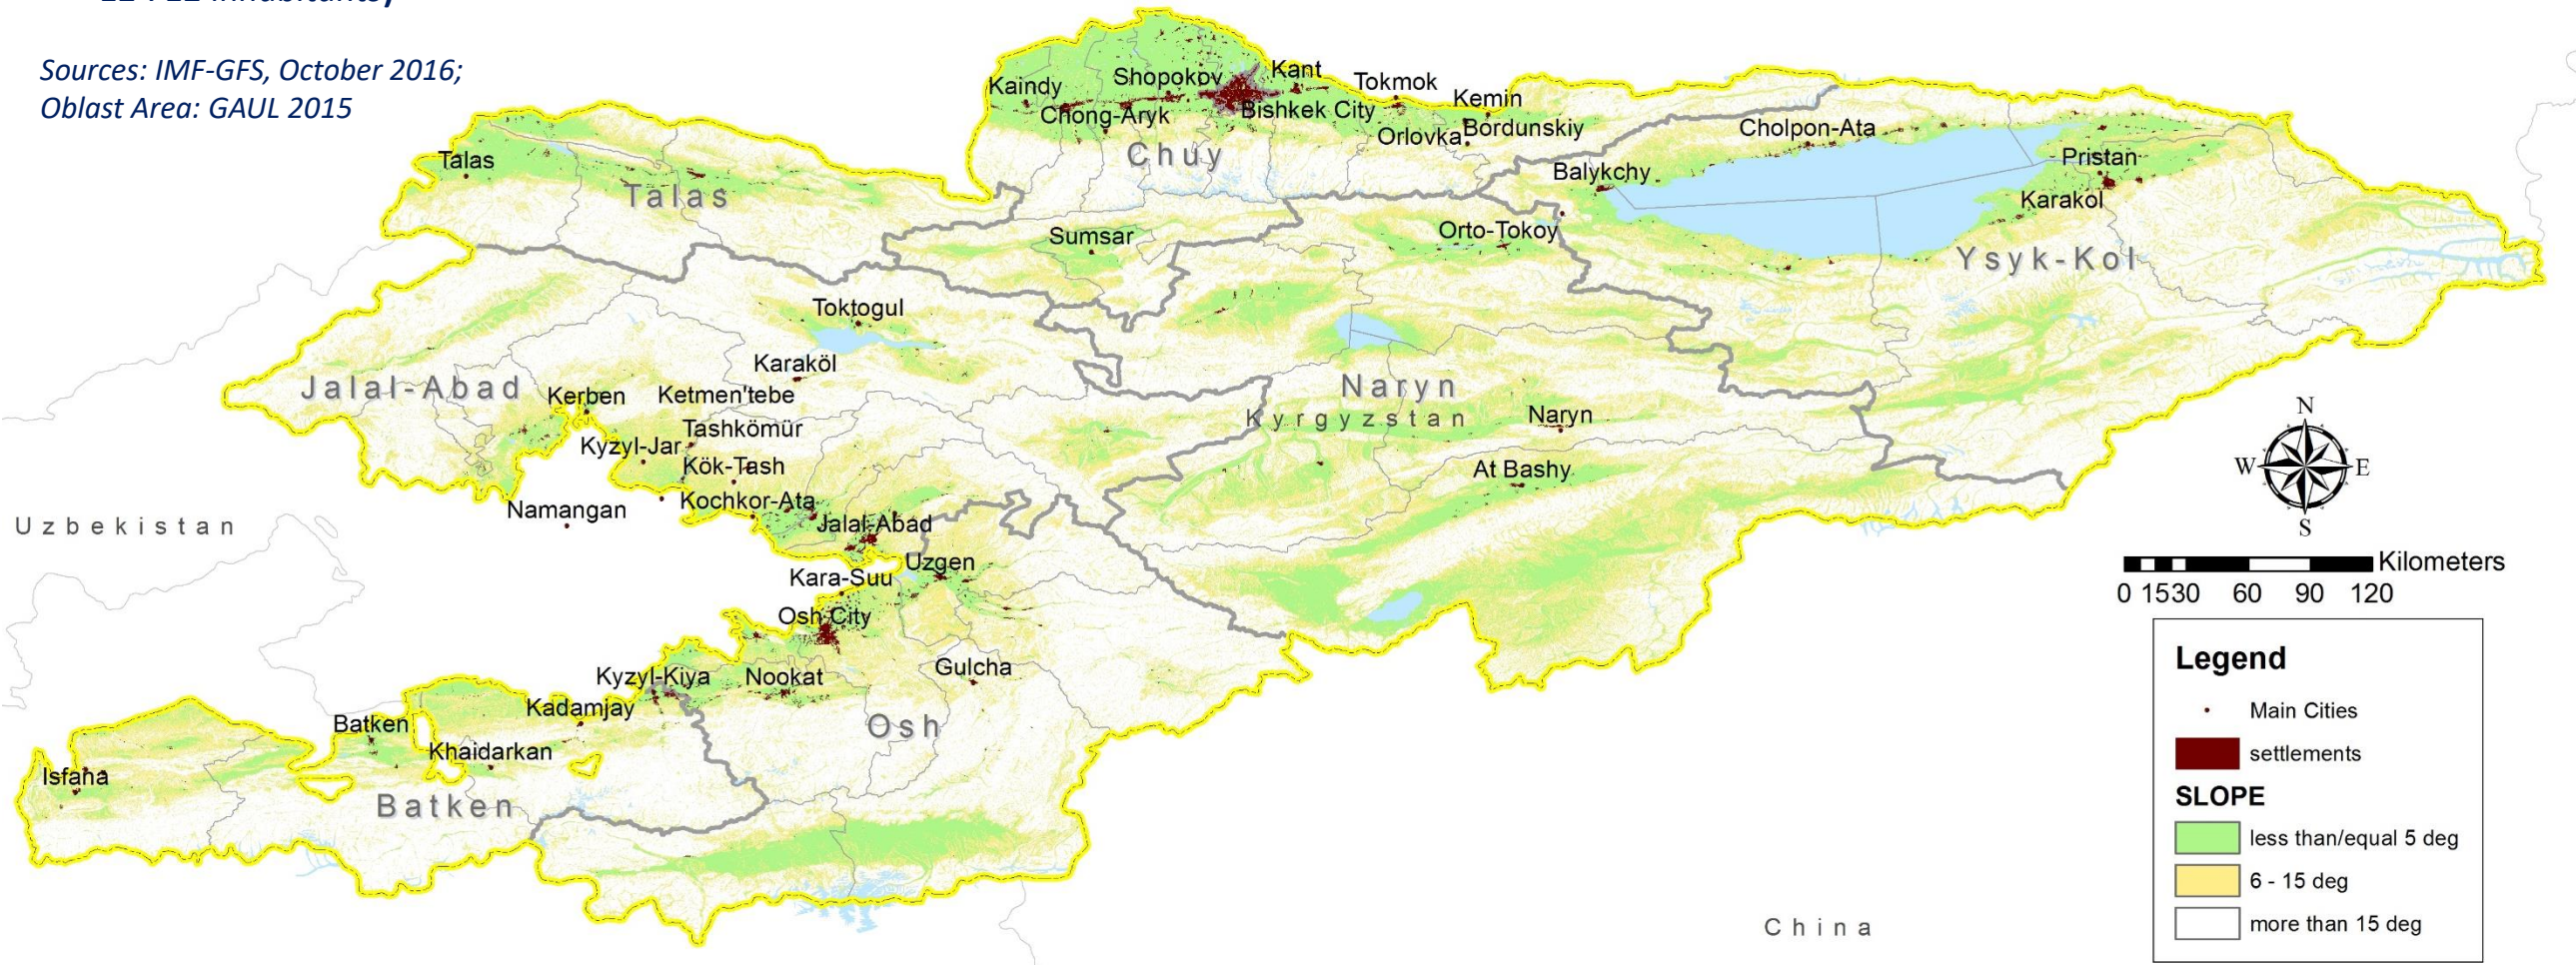 Sources: IMF-GFS, October 2016;
Oblast Area: GAUL 2015
Kaindy
Shopokov
Kant
Tokmok
Kemin
Chong-Aryk
Bishkek City
Orlovka
Bordunskiy
Cholpon-Ata
Talas
Chuy
Pristan
Balykchy
Talas
Karakol
Sumsar
Orto-Tokoy
Ysyk-Kol
Toktogul
Karaköl
Jalal-Abad
Kerben
Ketmen'tebe
Naryn
Kyrgyzstan
Naryn
Tashkömür
Kyzyl-Jar
Kök-Tash
At Bashy
Kochkor-Ata
Namangan
Uzbekistan
Jalal-Abad
Uzgen
Kara-Suu
Osh City
Kyzyl-Kiya
Nookat
Gulcha
Kadamjay
Osh
Batken
Khaidarkan
Isfana
Batken
China
N
W
E
S
Kilometers
0 15 30 60 90 120
Legend
Main Cities
settlements
SLOPE
less than/equal 5 deg
6 - 15 deg
more than 15 deg